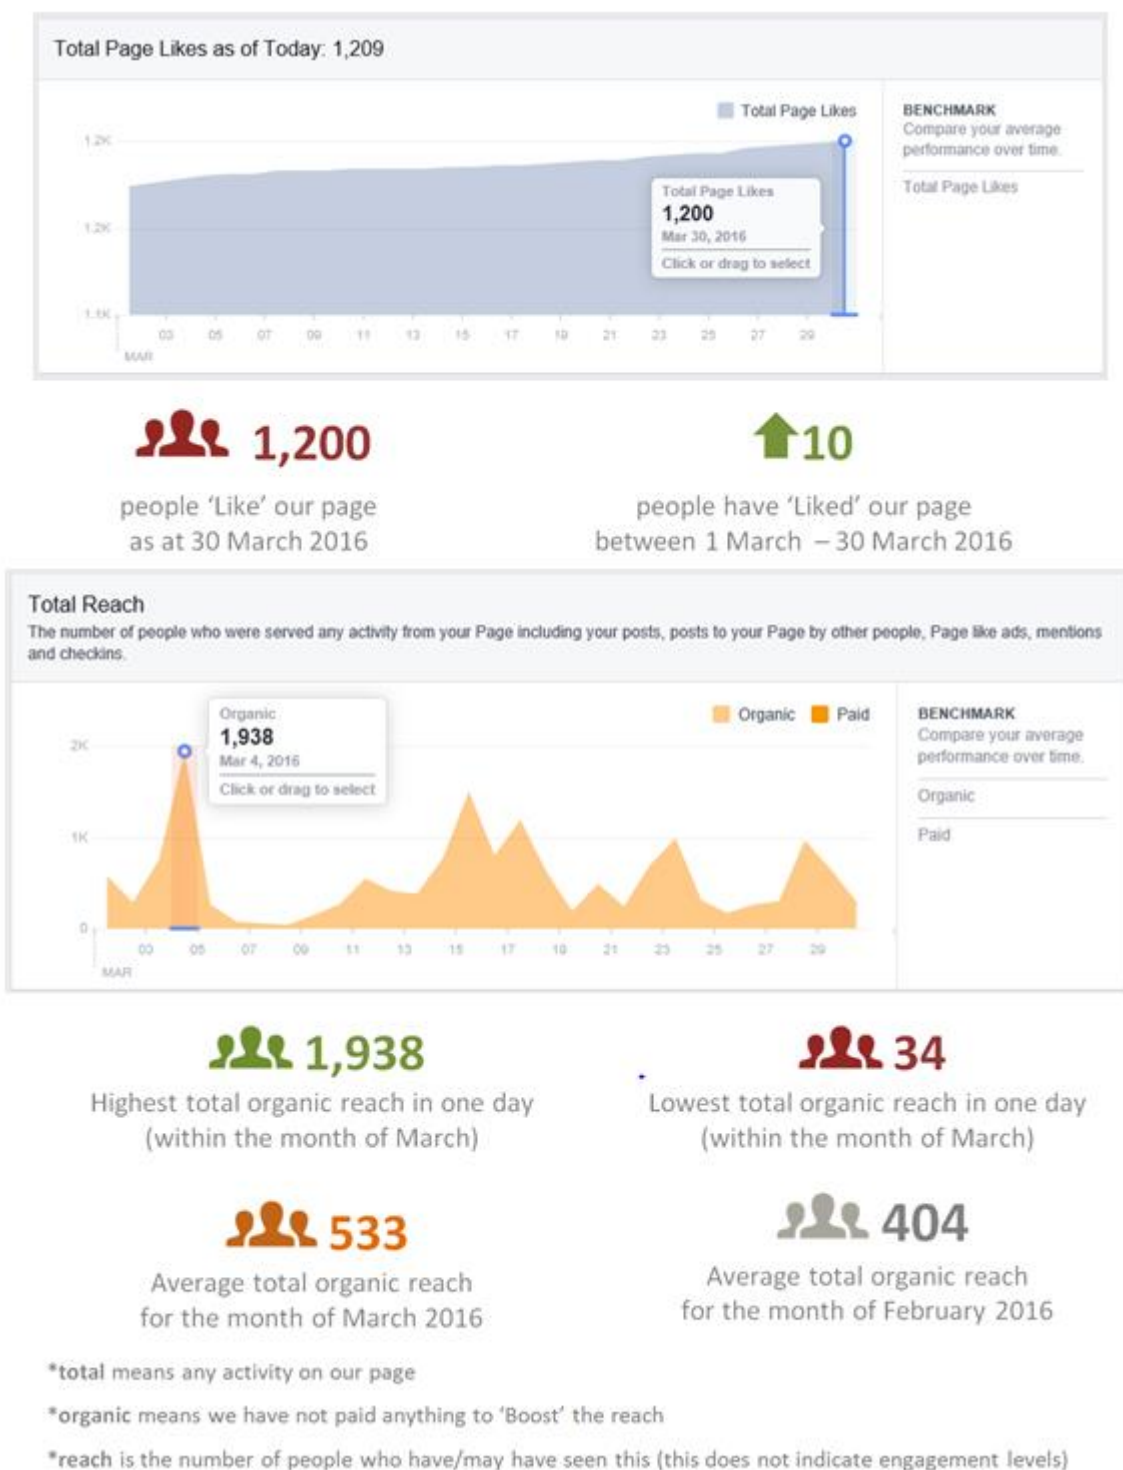 Total Page Likes as of Today: 1,209
Total Page Likes
BENCHMARK
Compare your average
performance over time.
Total Page Likes
1.2K
1.2K
1.1K
Total Page Likes
1,200
Mar 30, 2016
Click or drag to select
03 05 07 09 11 13 15 17 19 21 23 25 27 29
MAR
1,200
people ‘Like’ our page
as at 30 March 2016
10
people have ‘Liked’ our page
between 1 March – 30 March 2016
Total Reach
The number of people who were served any activity from your Page including your posts, posts to your Page by other people, Page like ads, mentions
and checkins.
Organic Paid
BENCHMARK
Compare your average
performance over time.
Organic
Paid
Organic
1,938
Mar 4, 2016
Click or drag to select
2K
1K
0
03 05 07 09 11 13 15 17 19 21 23 25 27 29
MAR
1,938
Highest total organic reach in one day
(within the month of March)
34
Lowest total organic reach in one day
(within the month of March)
533
Average total organic reach
for the month of March 2016
404
Average total organic reach
for the month of February 2016
*total means any activity on our page
*organic means we have not paid anything to ‘Boost’ the reach
*reach is the number of people who have/may have seen this (this does not indicate engagement levels)